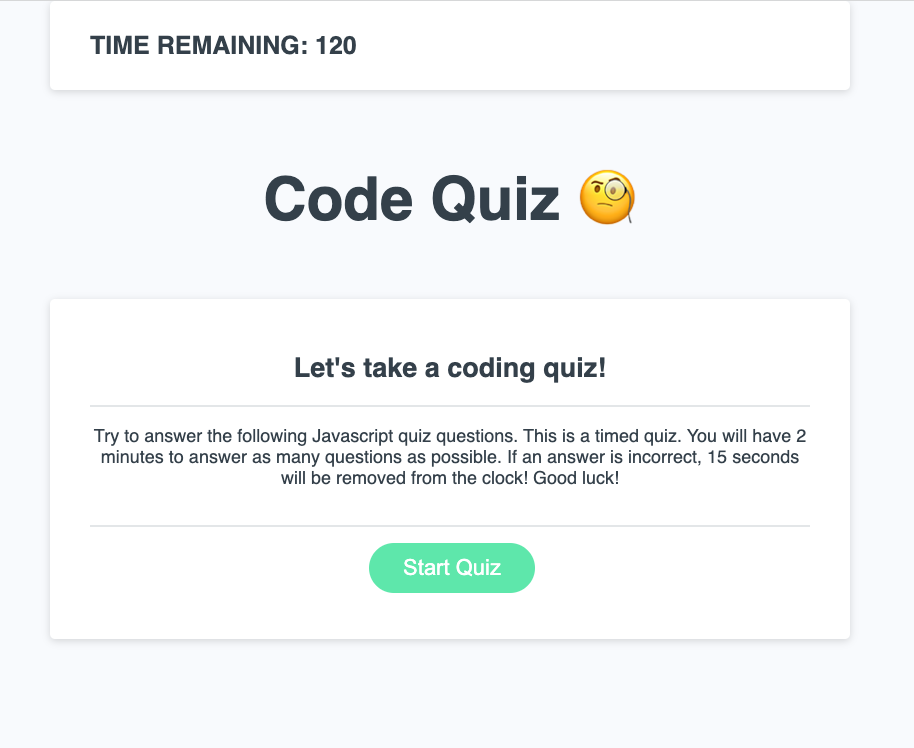 TIME REMAINING: 120
Code Quiz 🧐
Let's take a coding quiz!
Try to answer the following Javascript quiz questions. This is a timed quiz. You will have 2
minutes to answer as many questions as possible. If an answer is incorrect, 15 seconds
will be removed from the clock! Good luck!
Start Quiz